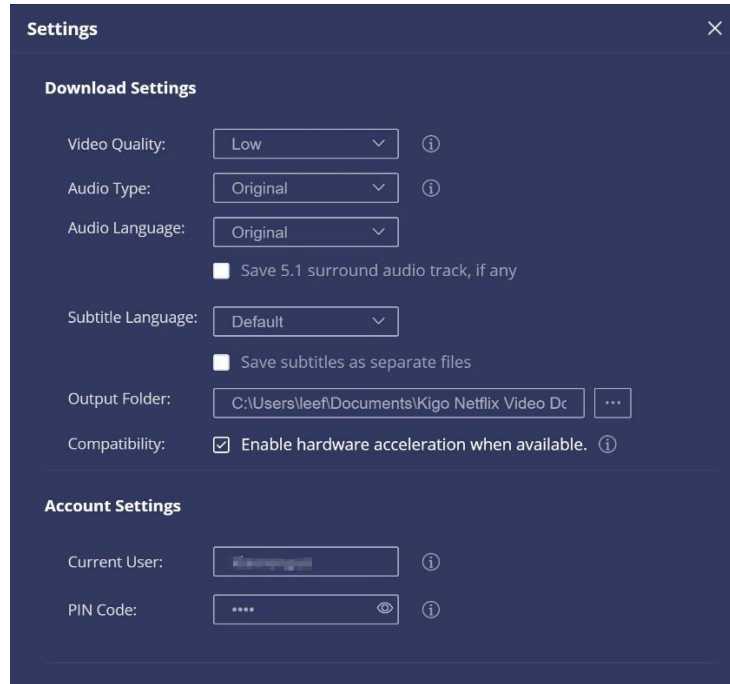 Settings
Download Settings
Video Quality: Low
Audio Type: Original
Audio Language: Original
Save 5.1 surround audio track, if any
Subtitle Language: Default
Save subtitles as separate files
Output Folder: C:\Users\leef\Documents\Kigo Netflix Video Dc ...
Compatibility: Enable hardware acceleration when available.
Account Settings
Current User:
PIN Code: ••••